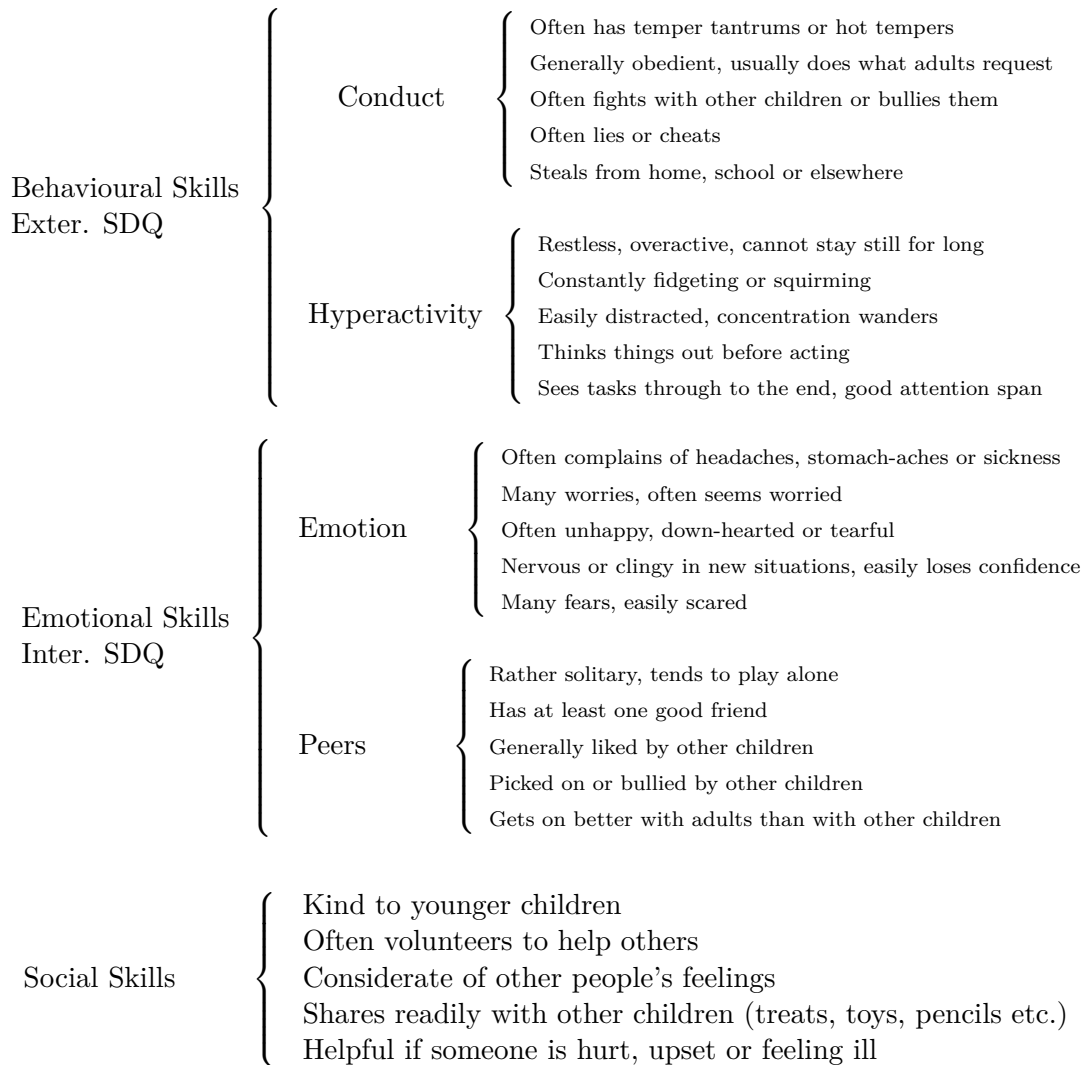 Behavioural Skills
Exter. SDQ
Conduct
Often has temper tantrums or hot tempers
Generally obedient, usually does what adults request
Often fights with other children or bullies them
Often lies or cheats
Steals from home, school or elsewhere
Hyperactivity
Restless, overactive, cannot stay still for long
Constantly fidgeting or squirming
Easily distracted, concentration wanders
Thinks things out before acting
Sees tasks through to the end, good attention span
Emotional Skills
Inter. SDQ
Emotion
Often complains of headaches, stomach-aches or sickness
Many worries, often seems worried
Often unhappy, down-hearted or tearful
Nervous or clingy in new situations, easily loses confidence
Many fears, easily scared
Peers
Rather solitary, tends to play alone
Has at least one good friend
Generally liked by other children
Picked on or bullied by other children
Gets on better with adults than with other children
Social Skills
Kind to younger children
Often volunteers to help others
Considerate of other people's feelings
Shares readily with other children (treats, toys, pencils etc.)
Helpful if someone is hurt, upset or feeling ill